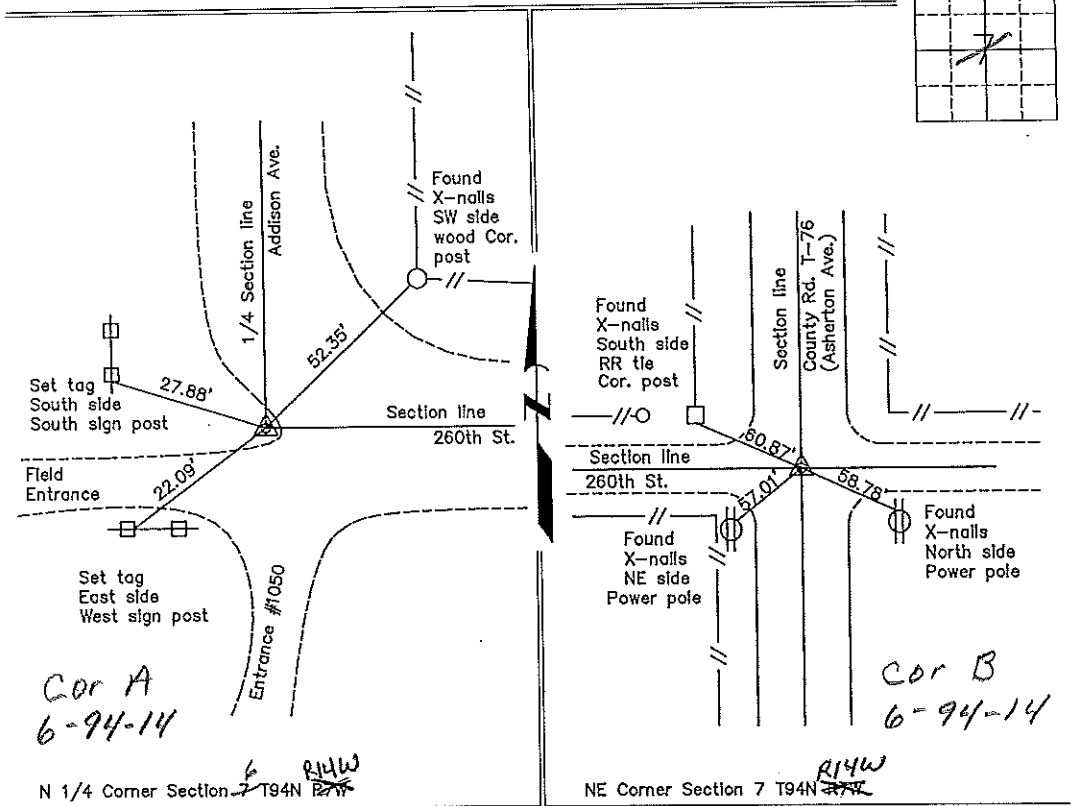 7
1/4 Section line
Addison Ave.
Found
X-nails
SW side
wood Cor.
post
52.35'
Set tag
South side
South sign post
27.88'
Section line
260th St.
Field
Entrance
22.09'
Set tag
East side
West sign post
Entrance #1050
Cor A
6-94-14
N 1/4 Corner Section 7 6 T94N R7W R14W
Z
Section line
County Rd. T-76
(Asherton Ave.)
Found
X-nails
South side
RR tie
Cor. post
60.87'
Section line
260th St.
57.01'
58.78'
Found
X-nails
NE side
Power pole
Found
X-nails
North side
Power pole
Cor B
6-94-14
NE Corner Section 7 T94N R7W R14W